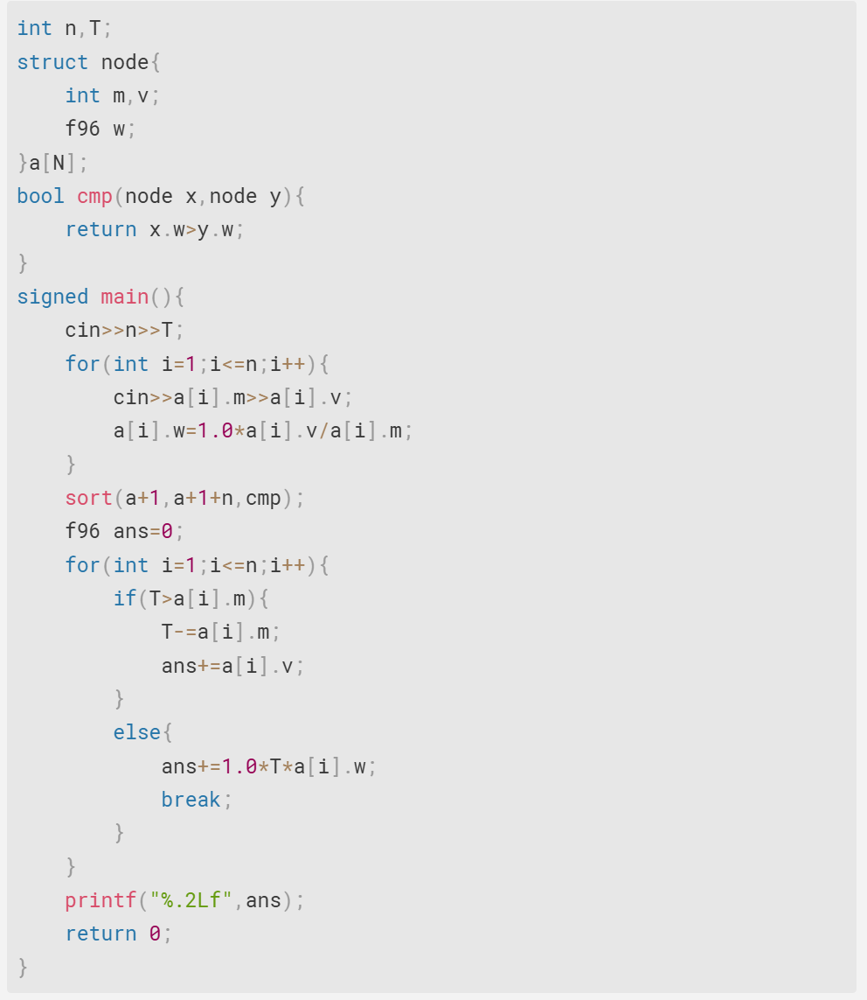 int n,T;
struct node{
    int m,v;
    f96 w;
}a[N];
bool cmp(node x,node y){
    return x.w>y.w;
}
signed main(){
    cin>>n>>T;
    for(int i=1;i<=n;i++){
        cin>>a[i].m>>a[i].v;
        a[i].w=1.0*a[i].v/a[i].m;
    }
    sort(a+1,a+1+n,cmp);
    f96 ans=0;
    for(int i=1;i<=n;i++){
        if(T>a[i].m){
            T-=a[i].m;
            ans+=a[i].v;
        }
        else{
            ans+=1.0*T*a[i].w;
            break;
        }
    }
    printf("%.2Lf",ans);
    return 0;
}